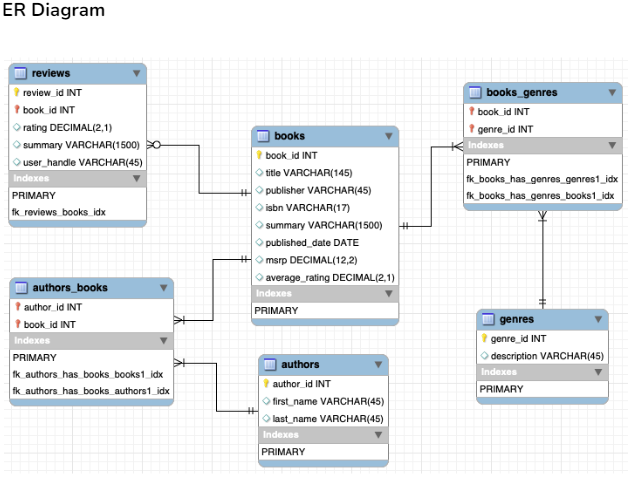 ER Diagram
reviews
review_id INT
book_id INT
rating DECIMAL(2,1)
summary VARCHAR(1500)
user_handle VARCHAR(45)
Indexes
PRIMARY
fk_reviews_books_idx
books
book_id INT
title VARCHAR(145)
publisher VARCHAR(45)
isbn VARCHAR(17)
summary VARCHAR(1500)
published_date DATE
msrp DECIMAL(12,2)
average_rating DECIMAL(2,1)
Indexes
PRIMARY
books_genres
book_id INT
genre_id INT
Indexes
PRIMARY
fk_books_has_genres_genres1_idx
fk_books_has_genres_books1_idx
authors_books
author_id INT
book_id INT
Indexes
PRIMARY
fk_authors_has_books_books1_idx
fk_authors_has_books_authors1_idx
authors
author_id INT
first_name VARCHAR(45)
last_name VARCHAR(45)
Indexes
PRIMARY
genres
genre_id INT
description VARCHAR(45)
Indexes
PRIMARY